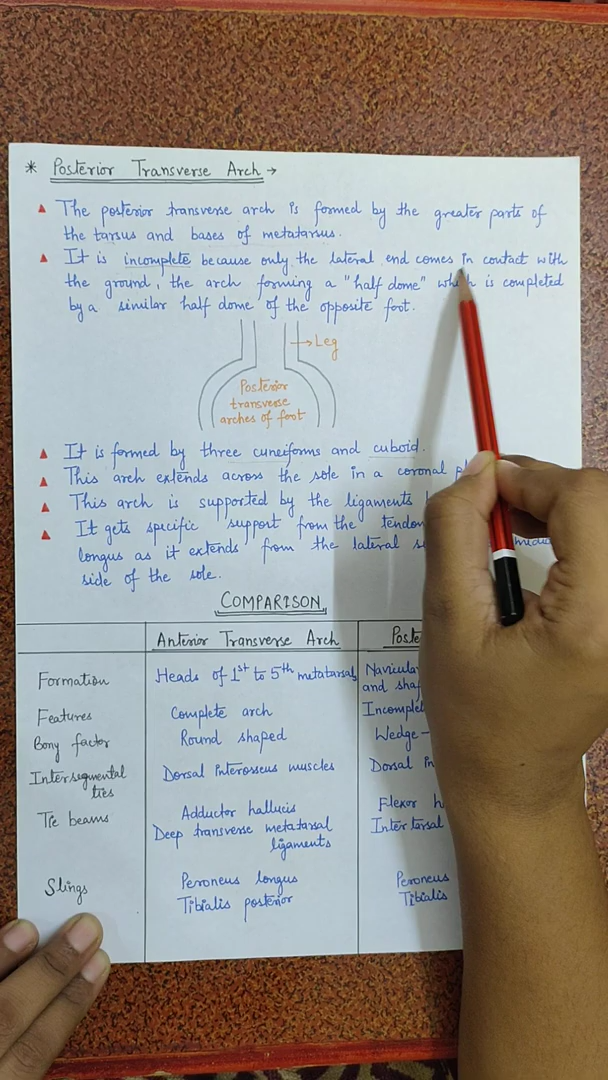 * Posterior Transverse Arch →
The posterior transverse arch is formed by the greater parts of
the tarsus and bases of metatarsus.
It is incomplete because only the lateral end comes in contact with
the ground, the arch forming a "half dome" which is completed
by a similar half dome of the opposite foot.
→ Leg
Posterior
transverse
arches of foot
It is formed by three cuneiforms and cuboid.
This arch extends across the sole in a coronal p
This arch is supported by the ligaments
It gets specific support from the tendon
longus as it extends from the lateral
side of the sole.
COMPARISON
Anterior Transverse Arch Poste
Formation Heads of 1st to 5th metatarsals Navicula
and sha
Features Complete arch Incomple
Bony factor Round shaped Wedge-
Intersegmental ties Dorsal interosseus muscles Dorsal in
Tie beams Adductor hallucis Flexor h
Deep transverse metatarsal ligaments Intertarsal
Slings Peroneus longus Peroneus
Tibialis posterior Tibialis